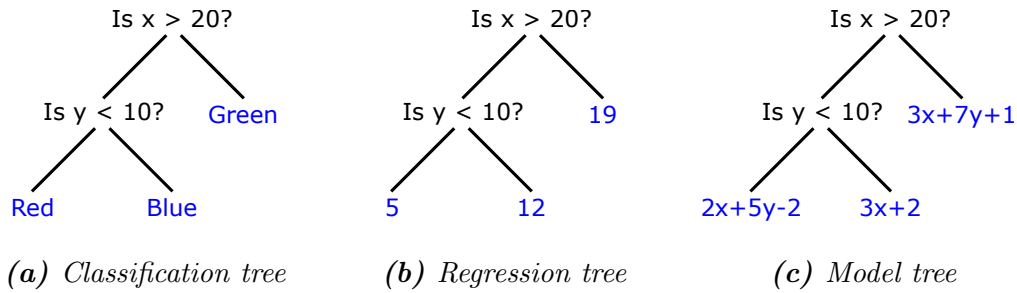 Is x > 20?
Is y < 10?
Green
Red
Blue
(a) Classification tree
Is x > 20?
Is y < 10?
19
5
12
(b) Regression tree
Is x > 20?
Is y < 10?
3x+7y+1
2x+5y-2
3x+2
(c) Model tree